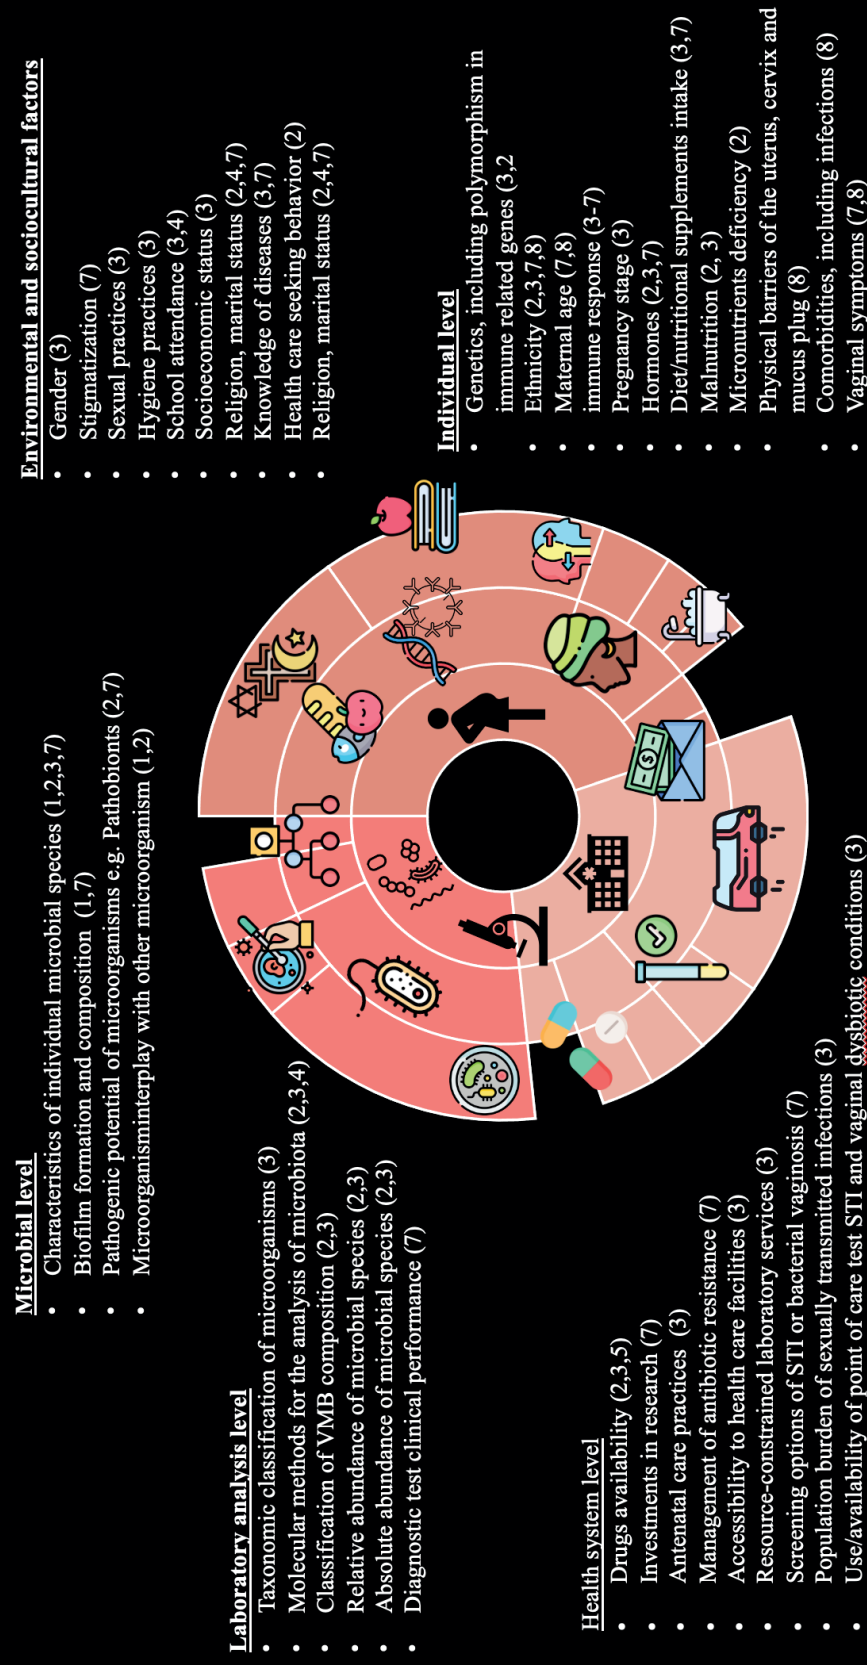 Microbial level
Characteristics of individual microbial species (1,2,3,7)
Biofilm formation and composition (1,7)
Pathogenic potential of microorganisms e.g. Pathobionts (2,7)
Microorganisminterplay with other microorganism (1,2)
Environmental and sociocultural factors
Gender (3)
Stigmatization (7)
Sexual practices (3)
Hygiene practices (3)
School attendance (3,4)
Socioeconomic status (3)
Religion, marital status (2,4,7)
Knowledge of diseases (3,7)
Health care seeking behavior (2)
Religion, marital status (2,4,7)
Laboratory analysis level
Taxonomic classification of microorganisms (3)
Molecular methods for the analysis of microbiota (2,3,4)
Classification of VMB composition (2,3)
Relative abundance of microbial species (2,3)
Absolute abundance of microbial species (2,3)
Diagnostic test clinical performance (7)
Individual level
Genetics, including polymorphism in
immune related genes (3,2
Ethnicity (2,3,7,8)
Maternal age (7,8)
immune response (3-7)
Pregnancy stage (3)
Hormones (2,3,7)
Diet/nutritional supplements intake (3,7)
Malnutrition (2, 3)
Micronutrients deficiency (2)
Physical barriers of the uterus, cervix and
mucus plug (8)
Comorbidities, including infections (8)
Vaginal symptoms (7,8)
Health system level
Drugs availability (2,3,5)
Investments in research (7)
Antenatal care practices (3)
Management of antibiotic resistance (7)
Accessibility to health care facilities (3)
Resource-constrained laboratory services (3)
Screening options of STI or bacterial vaginosis (7)
Population burden of sexually transmitted infections (3)
Use/availability of point of care test STI and vaginal dysbiotic conditions (3)